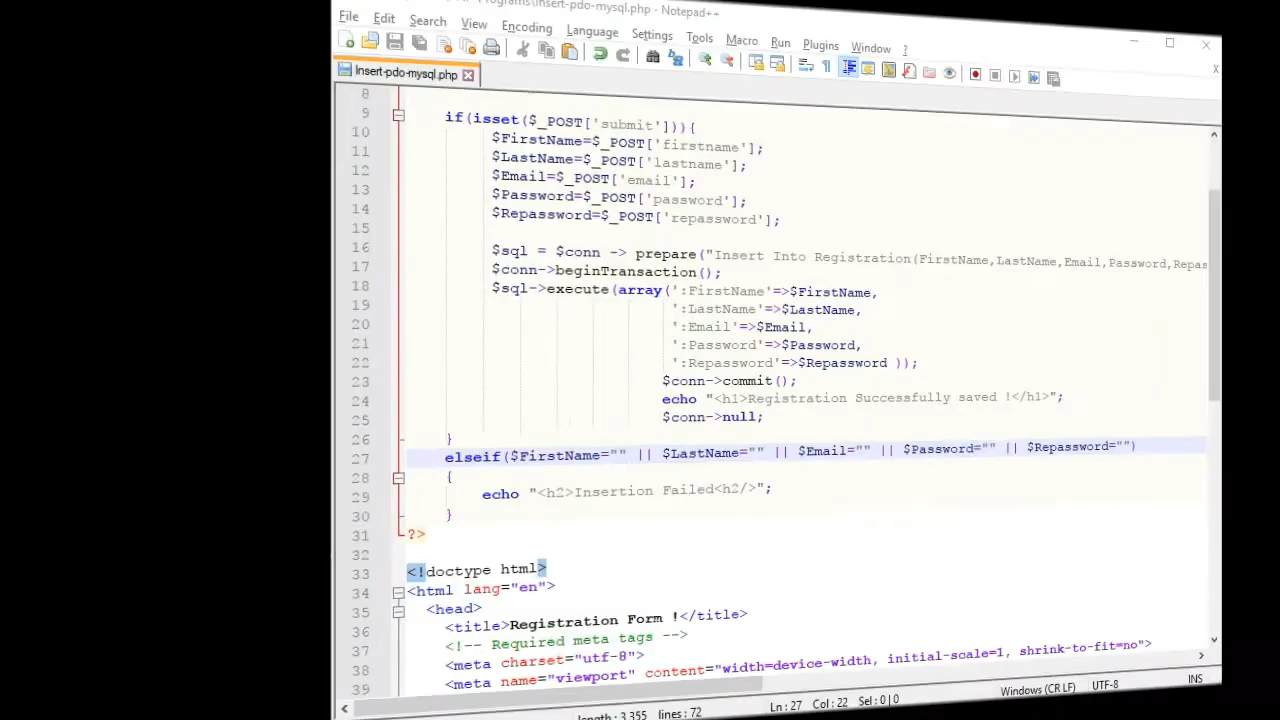 Programs\Insert-pdo-mysql.php - Notepad++
File Edit Search View Encoding Language Settings Tools Macro Run Plugins Window ?
Insert-pdo-mysql.php
8
9 if(isset($_POST['submit'])){
10 $FirstName=$_POST['firstname'];
11 $LastName=$_POST['lastname'];
12 $Email=$_POST['email'];
13 $Password=$_POST['password'];
14 $Repassword=$_POST['repassword'];
15
16 $sql = $conn -> prepare("Insert Into Registration(FirstName,LastName,Email,Password,Repas
17 $conn->beginTransaction();
18 $sql->execute(array(':FirstName'=>$FirstName,
19 ':LastName'=>$LastName,
20 ':Email'=>$Email,
21 ':Password'=>$Password,
22 ':Repassword'=>$Repassword ));
23 $conn->commit();
24 echo "<h1>Registration Successfully saved !</h1>";
25 $conn->null;
26 }
27 elseif($FirstName="" || $LastName="" || $Email="" || $Password="" || $Repassword="")
28 {
29 echo "<h2>Insertion Failed<h2/>";
30 }
31 ?>
32
33 <!doctype html>
34 <html lang="en">
35 <head>
36 <title>Registration Form !</title>
37 <!-- Required meta tags -->
38 <meta charset="utf-8">
39 <meta name="viewport" content="width=device-width, initial-scale=1, shrink-to-fit=no">
length : 3,355 lines : 72 Ln : 27 Col : 22 Sel : 0 | 0 Windows (CR LF) UTF-8 INS